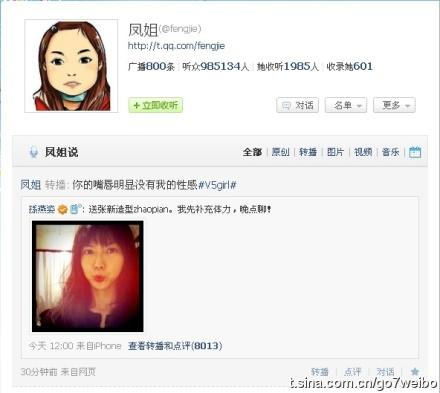 凤姐(@fengjie)
http://t.qq.com/fengjie
广播800条 | 听众985134人 | 她收听1985人 | 收录她601
+立即收听 对话 名单 更多
凤姐说 全部 | 原创 | 转播 | 图片 | 视频 | 音乐 |
凤姐 转播: 你的嘴唇明显没有我的性感#V5girl#
孫燕姿 : 送张新造型zhaopian。我先补充体力，晚点聊!
今天 12:00 来自iPhone 查看转播和点评(8013)
30分钟前 来自网页 转播 | 点评 | 对话 |
t.sina.com.cn/go7weibo